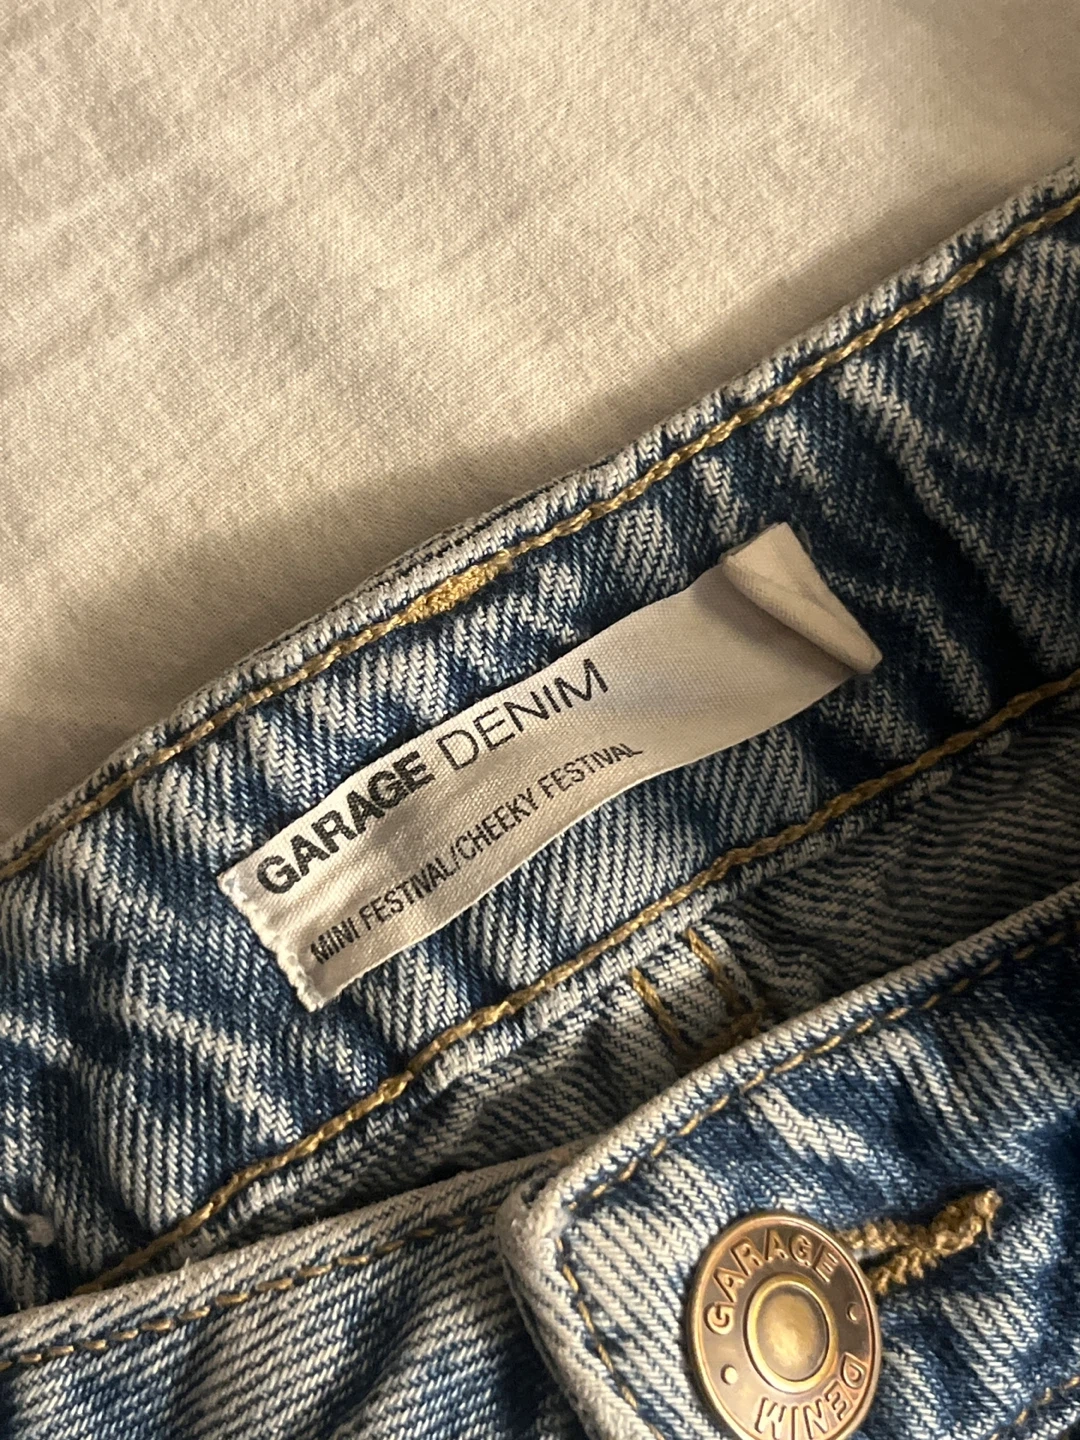 GARAGE DENIM
MINI FESTIVAL/CHEEKY FESTIVAL
GARAGE
DENIM